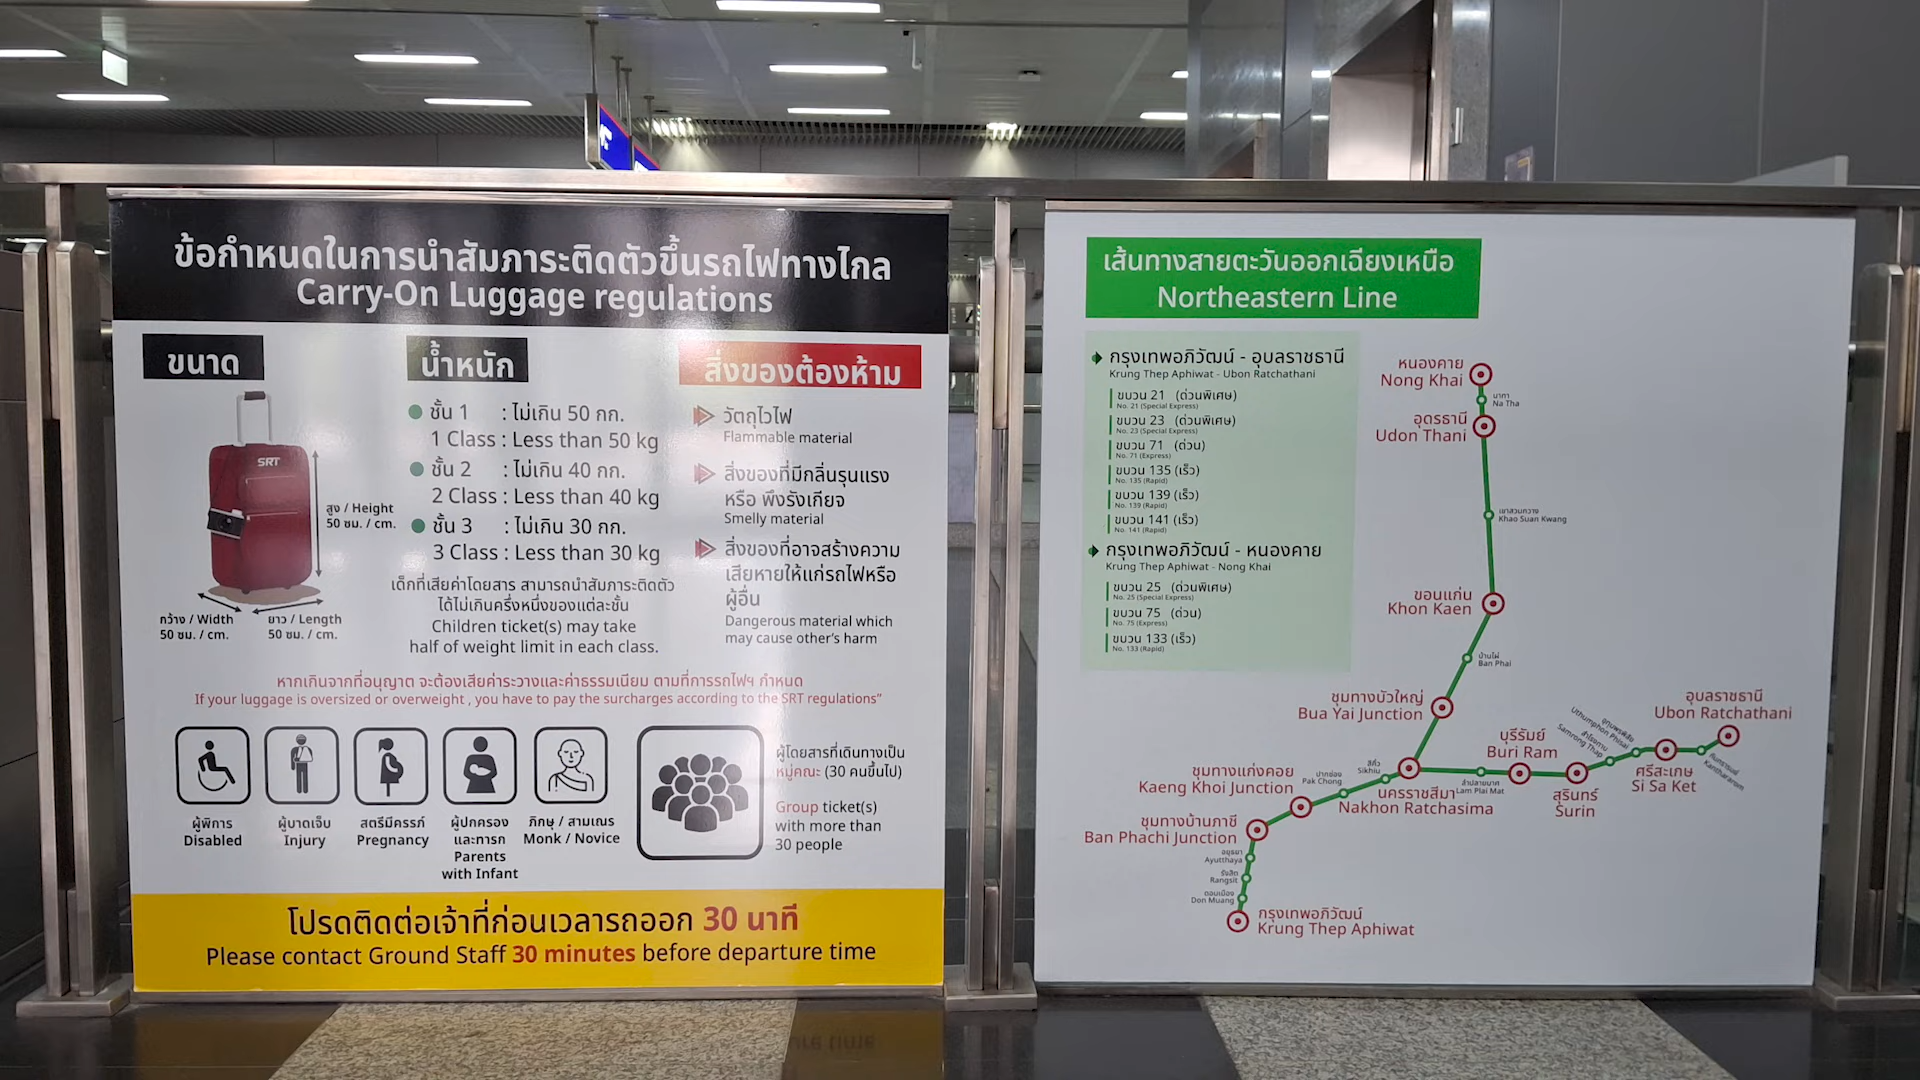 ข้อกำหนดในการนำสัมภาระติดตัวขึ้นรถไฟทางไกล
Carry-On Luggage regulations
ขนาด
SRT
สูง / Height
50 ซม. / cm.
กว้าง / Width
50 ซม. / cm.
ยาว / Length
50 ซม. / cm.
น้ำหนัก
ชั้น 1 : ไม่เกิน 50 กก.
1 Class : Less than 50 kg
ชั้น 2 : ไม่เกิน 40 กก.
2 Class : Less than 40 kg
ชั้น 3 : ไม่เกิน 30 กก.
3 Class : Less than 30 kg
เด็กที่เสียค่าโดยสาร สามารถนำสัมภาระติดตัว
ได้ไม่เกินครึ่งหนึ่งของแต่ละชั้น
Children ticket(s) may take
half of weight limit in each class.
สิ่งของต้องห้าม
วัตถุไวไฟ
Flammable material
สิ่งของที่มีกลิ่นรุนแรง
หรือ พึงรังเกียจ
Smelly material
สิ่งของที่อาจสร้างความ
เสียหายให้แก่รถไฟหรือ
ผู้อื่น
Dangerous material which
may cause other's harm
หากเกินจากที่อนุญาต จะต้องเสียค่าระวางและค่าธรรมเนียม ตามที่การรถไฟฯ กำหนด
If your luggage is oversized or overweight , you have to pay the surcharges according to the SRT regulations"
ผู้พิการ
Disabled
ผู้บาดเจ็บ
Injury
สตรีมีครรภ์
Pregnancy
ผู้ปกครอง
และทารก
Parents
with Infant
ภิกษุ / สามเณร
Monk / Novice
ผู้โดยสารที่เดินทางเป็น
หมู่คณะ (30 คนขึ้นไป)
Group ticket(s)
with more than
30 people
โปรดติดต่อเจ้าที่ก่อนเวลารถออก 30 นาที
Please contact Ground Staff 30 minutes before departure time
เส้นทางสายตะวันออกเฉียงเหนือ
Northeastern Line
กรุงเทพอภิวัฒน์ - อุบลราชธานี
Krung Thep Aphiwat - Ubon Ratchathani
ขบวน 21 (ด่วนพิเศษ)
No. 21 (Special Express)
ขบวน 23 (ด่วนพิเศษ)
No. 23 (Special Express)
ขบวน 71 (ด่วน)
No. 71 (Express)
ขบวน 135 (เร็ว)
No. 135 (Rapid)
ขบวน 139 (เร็ว)
No. 139 (Rapid)
ขบวน 141 (เร็ว)
No. 141 (Rapid)
กรุงเทพอภิวัฒน์ - หนองคาย
Krung Thep Aphiwat - Nong Khai
ขบวน 25 (ด่วนพิเศษ)
No. 25 (Special Express)
ขบวน 75 (ด่วน)
No. 75 (Express)
ขบวน 133 (เร็ว)
No. 133 (Rapid)
หนองคาย
Nong Khai
นาทา
Na Tha
อุดรธานี
Udon Thani
เขาสวนกวาง
Khao Suan Kwang
ขอนแก่น
Khon Kaen
บ้านไผ่
Ban Phai
ชุมทางบัวใหญ่
Bua Yai Junction
อุบลราชธานี
Ubon Ratchathani
กันทรารมย์
Kanthararom
ศรีสะเกษ
Si Sa Ket
อุทุมพรพิสัย
Uthumphon Phisai
สำโรงทาบ
Samrong Thap
สุรินทร์
Surin
บุรีรัมย์
Buri Ram
ลำปลายมาศ
Lam Plai Mat
นครราชสีมา
Nakhon Ratchasima
สีคิ้ว
Sikhiu
ปากช่อง
Pak Chong
ชุมทางแก่งคอย
Kaeng Khoi Junction
ชุมทางบ้านภาชี
Ban Phachi Junction
อยุธยา
Ayutthaya
รังสิต
Rangsit
ดอนเมือง
Don Muang
กรุงเทพอภิวัฒน์
Krung Thep Aphiwat